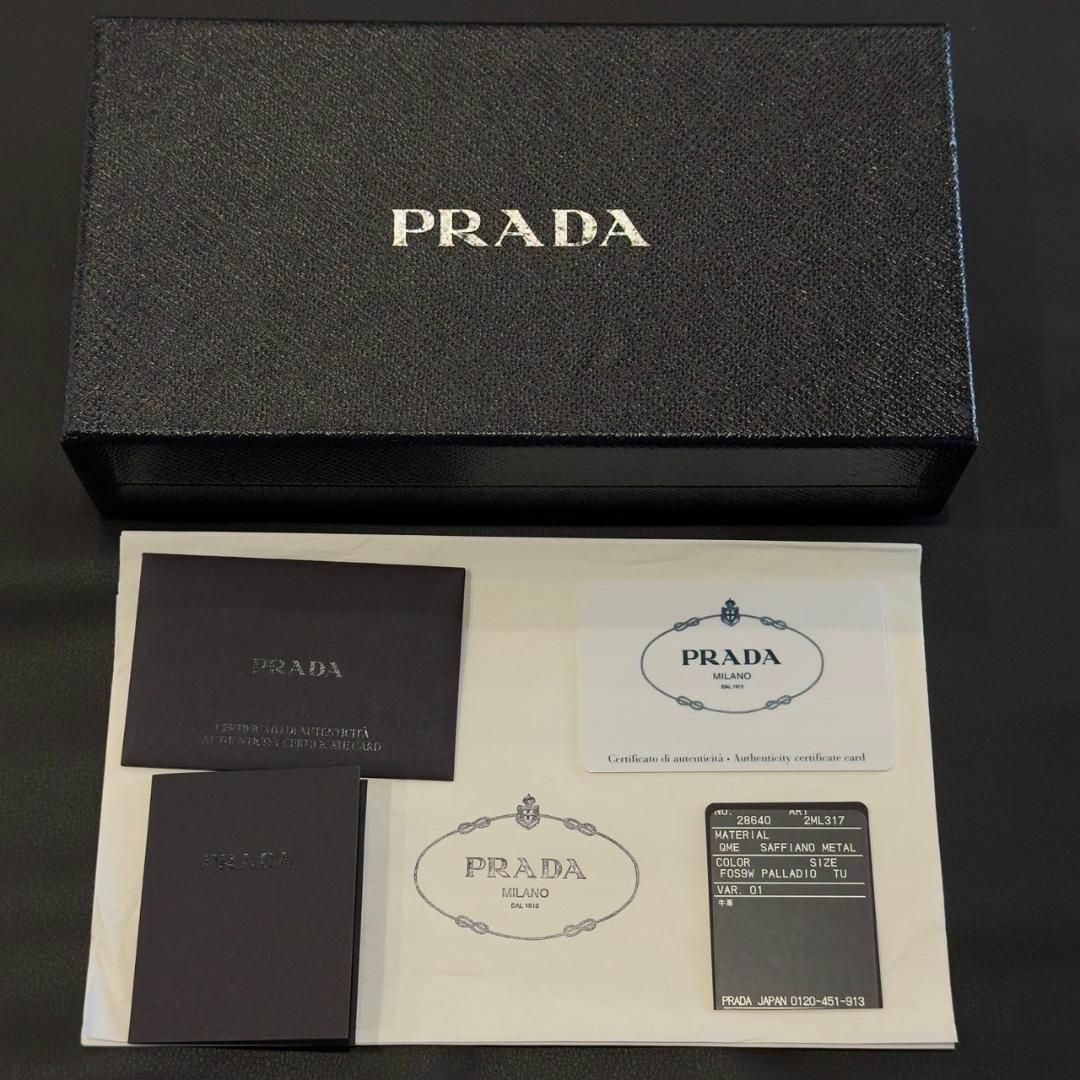 PRADA
PRADA
CERTIFICATO DI AUTENTICITÀ
AUTHENTICITY CERTIFICATE CARD
PRADA
MILANO
DAL 1913
Certificato di autenticità • Authenticity certificate card
PRADA
PRADA
MILANO
DAL 1913
NO. ART
28640 2ML317
MATERIAL
QME SAFFIANO METAL
COLOR SIZE
F0S9W PALLADIO TU
VAR. 01
牛革
PRADA JAPAN 0120-451-913